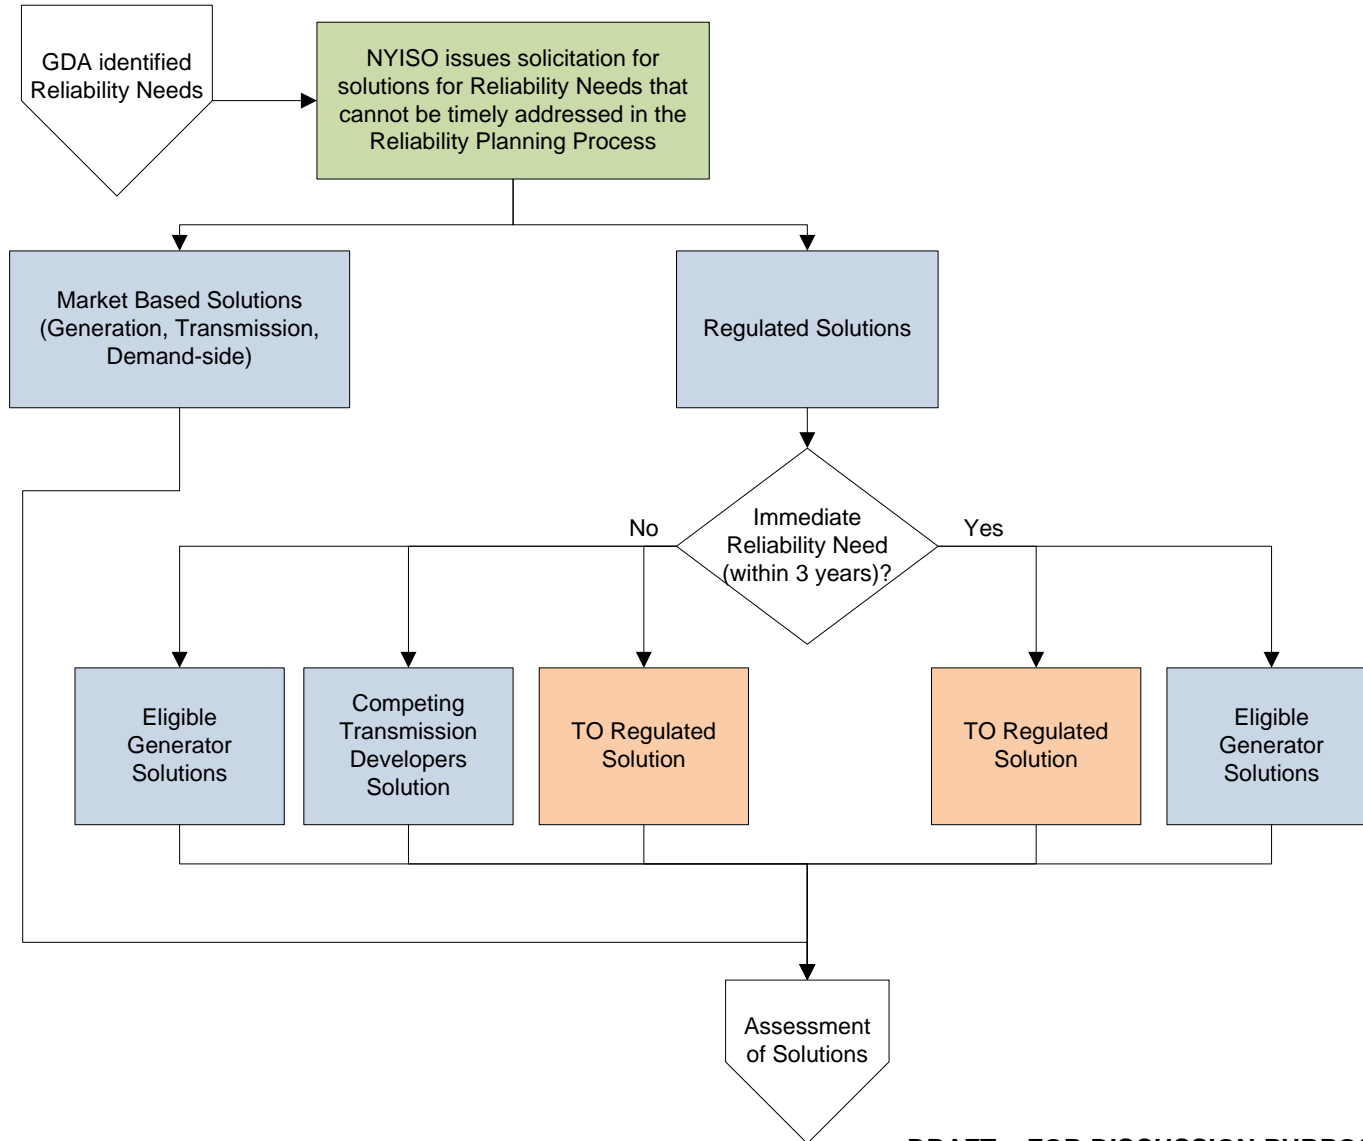 GDA identified
Reliability Needs
NYISO issues solicitation for
solutions for Reliability Needs that
cannot be timely addressed in the
Reliability Planning Process
Market Based Solutions
(Generation, Transmission,
Demand-side)
Regulated Solutions
No
Immediate
Reliability Need
(within 3 years)?
Yes
Eligible
Generator
Solutions
Competing
Transmission
Developers
Solution
TO Regulated
Solution
TO Regulated
Solution
Eligible
Generator
Solutions
Assessment
of Solutions